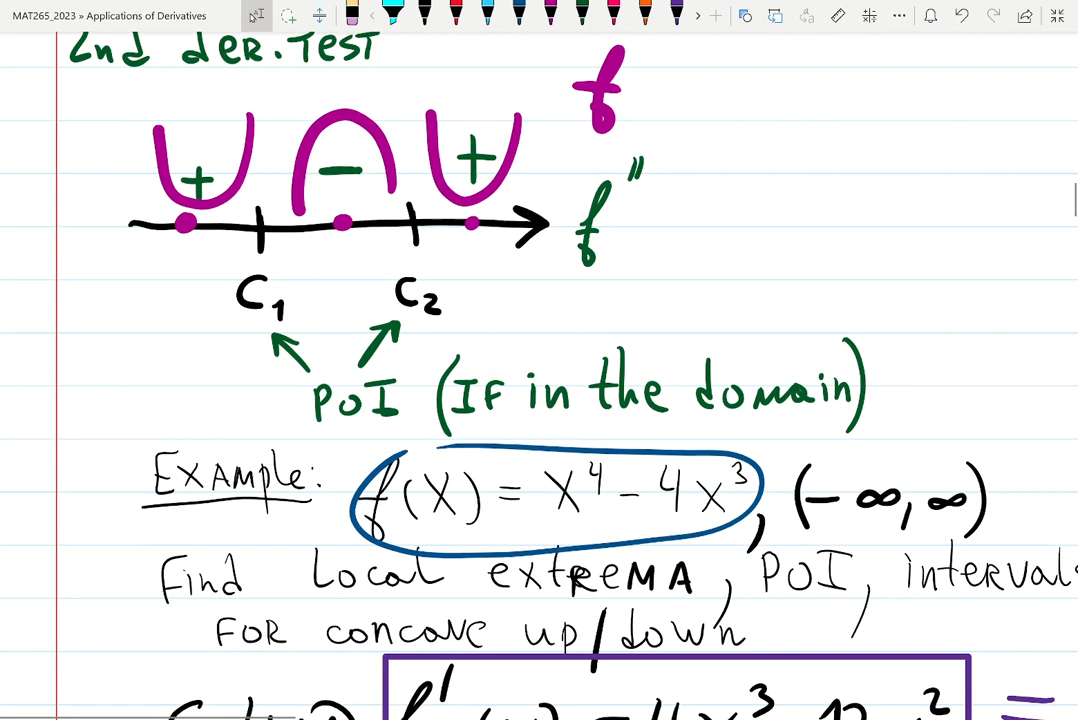 MAT265_2023 » Applications of Derivatives
2nd der. TEST
f
+ − +
f''
C1 C2
POI (IF in the domain)
Example: f(x) = x⁴ − 4x³, (−∞, ∞)
Find Local extreMA, POI, intervals
FOR concave up/down
f'